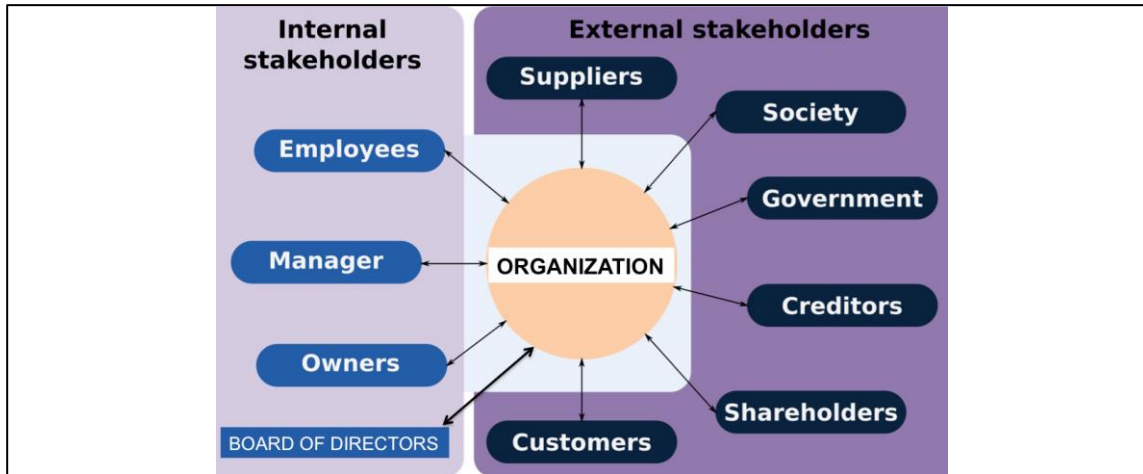 Internal
stakeholders
External stakeholders
Suppliers
Society
Employees
Government
Manager
ORGANIZATION
Creditors
Owners
Shareholders
BOARD OF DIRECTORS
Customers